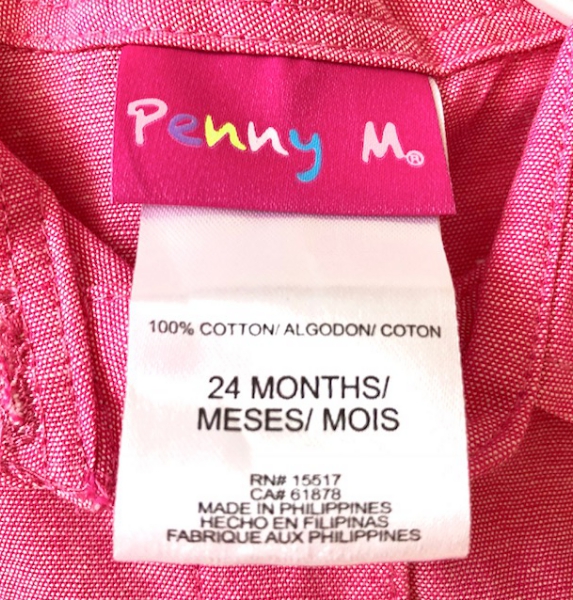 Penny M®
100% COTTON/ ALGODON/ COTON
24 MONTHS/
MESES/ MOIS
RN# 15517
CA# 61878
MADE IN PHILIPPINES
HECHO EN FILIPINAS
FABRIQUE AUX PHILIPPINES